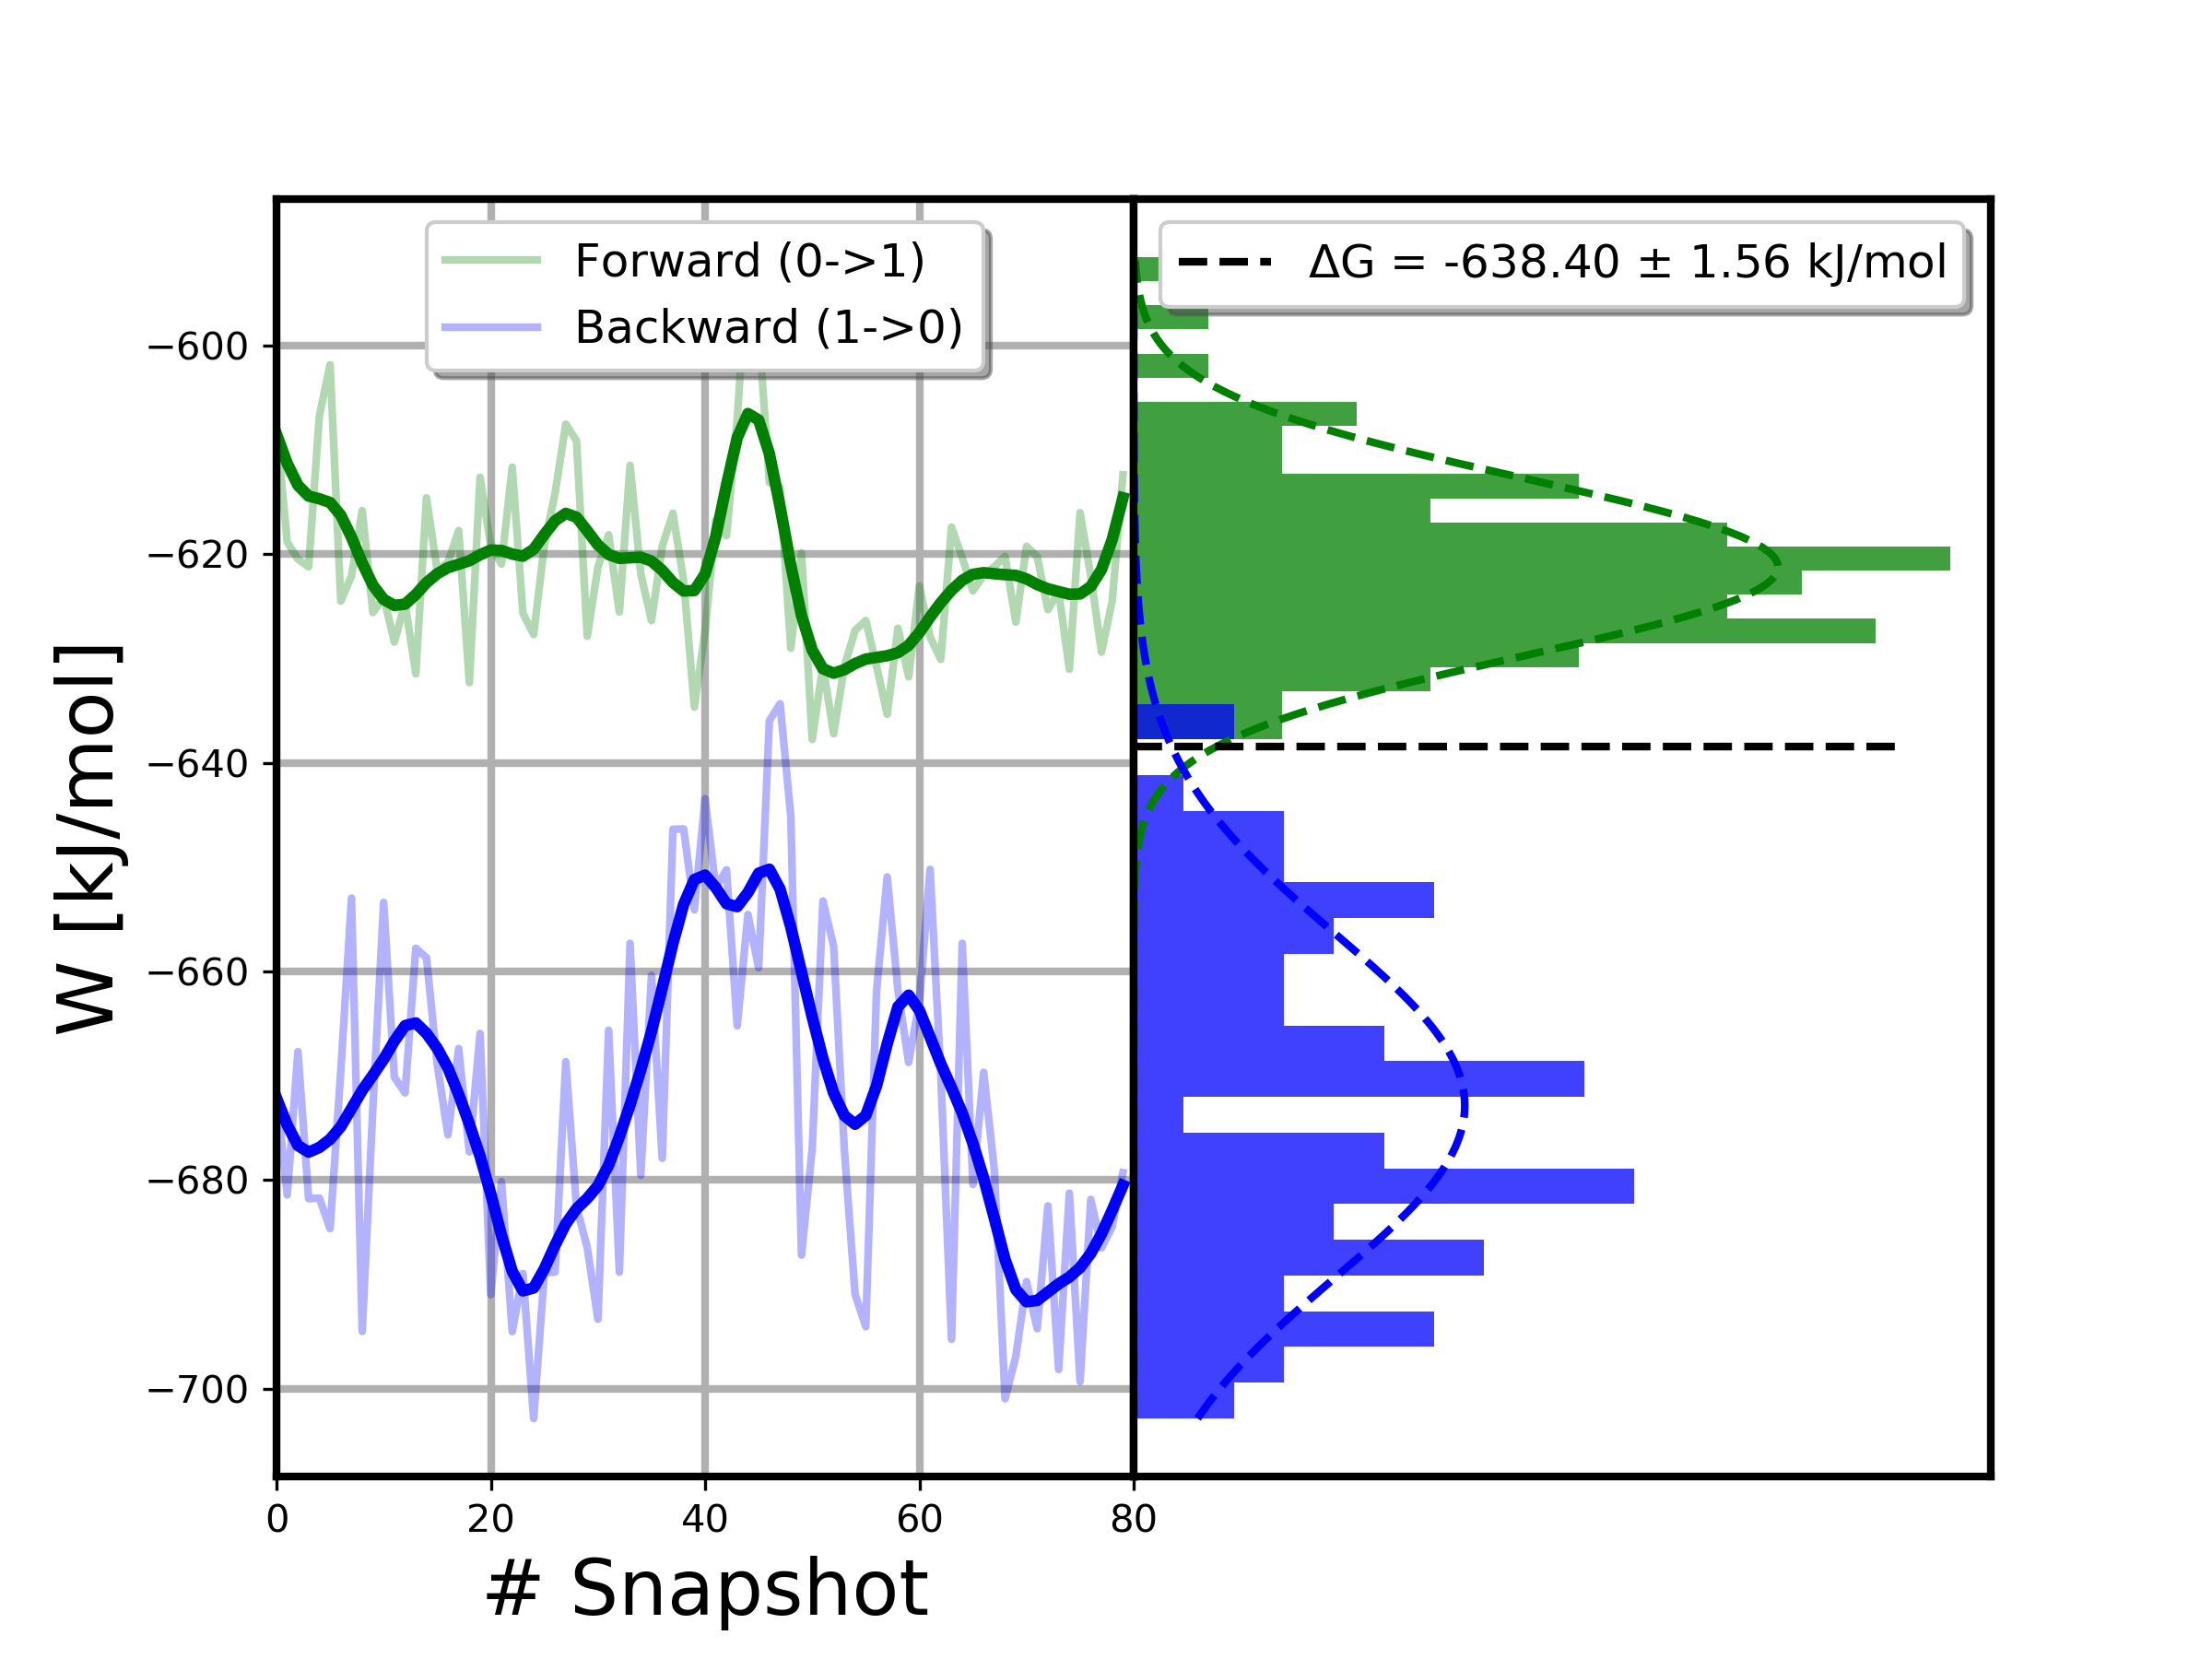 Forward (0->1)
Backward (1->0)
ΔG = -638.40 ± 1.56 kJ/mol
W [kJ/mol]
−600
−620
−640
−660
−680
−700
0 20 40 60 80
# Snapshot